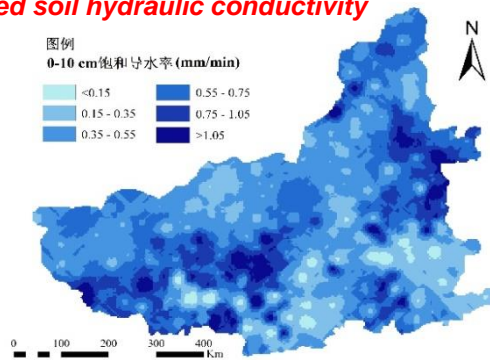 ed soil hydraulic conductivity
N
图例
0-10 cm饱和导水率(mm/min)
<0.15 0.55 - 0.75
0.15 - 0.35 0.75 - 1.05
0.35 - 0.55 >1.05
0 100 200 300 400
Km